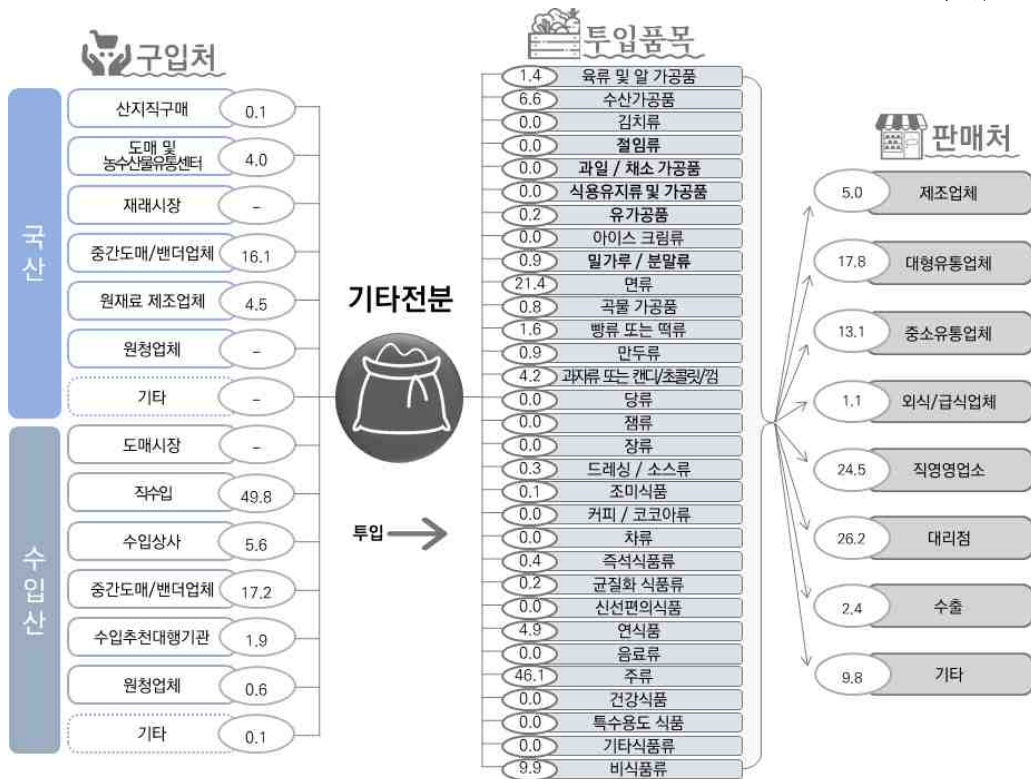 구입처
국산
산지직구매 0.1
도매 및
농수산물유통센터 4.0
재래시장 -
중간도매/밴더업체 16.1
원재료 제조업체 4.5
원청업체 -
기타 -
수입산
도매시장 -
직수입 49.8
수입상사 5.6
중간도매/밴더업체 17.2
수입추천대행기관 1.9
원청업체 0.6
기타 0.1
기타전분
투입
투입품목
1.4 육류 및 알 가공품
6.6 수산가공품
0.0 김치류
0.0 절임류
0.0 과일 / 채소 가공품
0.0 식용유지류 및 가공품
0.2 유가공품
0.0 아이스 크림류
0.9 밀가루 / 분말류
21.4 면류
0.8 곡물 가공품
1.6 빵류 또는 떡류
0.9 만두류
4.2 과자류 또는 캔디/초콜릿/껌
0.0 당류
0.0 잼류
0.0 장류
0.3 드레싱 / 소스류
0.1 조미식품
0.0 커피 / 코코아류
0.0 차류
0.4 즉석식품류
0.2 균질화 식품류
0.0 신선편의식품
4.9 연식품
0.0 음료류
46.1 주류
0.0 건강식품
0.0 특수용도 식품
0.0 기타식품류
9.9 비식품류
판매처
5.0 제조업체
17.8 대형유통업체
13.1 중소유통업체
1.1 외식/급식업체
24.5 직영영업소
26.2 대리점
2.4 수출
9.8 기타